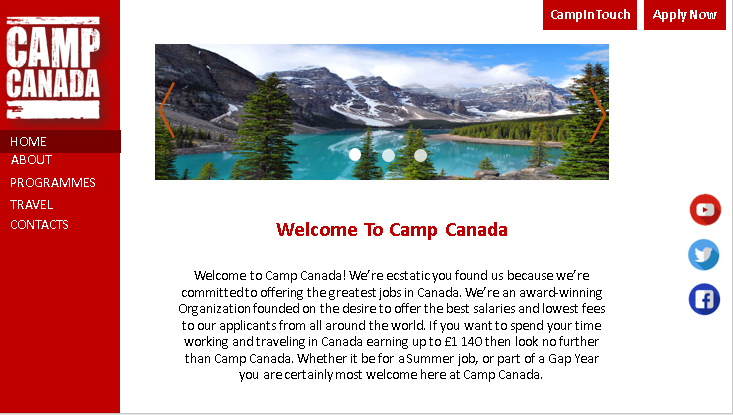 CampInTouch
Apply Now
CAMP
CANADA
HOME
ABOUT
PROGRAMMES
TRAVEL
CONTACTS
Welcome To Camp Canada
Welcome to Camp Canada! We’re ecstatic you found us because we’re
committed to offering the greatest jobs in Canada. We’re an award-winning
Organization founded on the desire to offer the best salaries and lowest fees
to our applicants from all around the world. If you want to spend your time
working and traveling in Canada earning up to £1 140 then look no further
than Camp Canada. Whether it be for a Summer job, or part of a Gap Year
you are certainly most welcome here at Camp Canada.